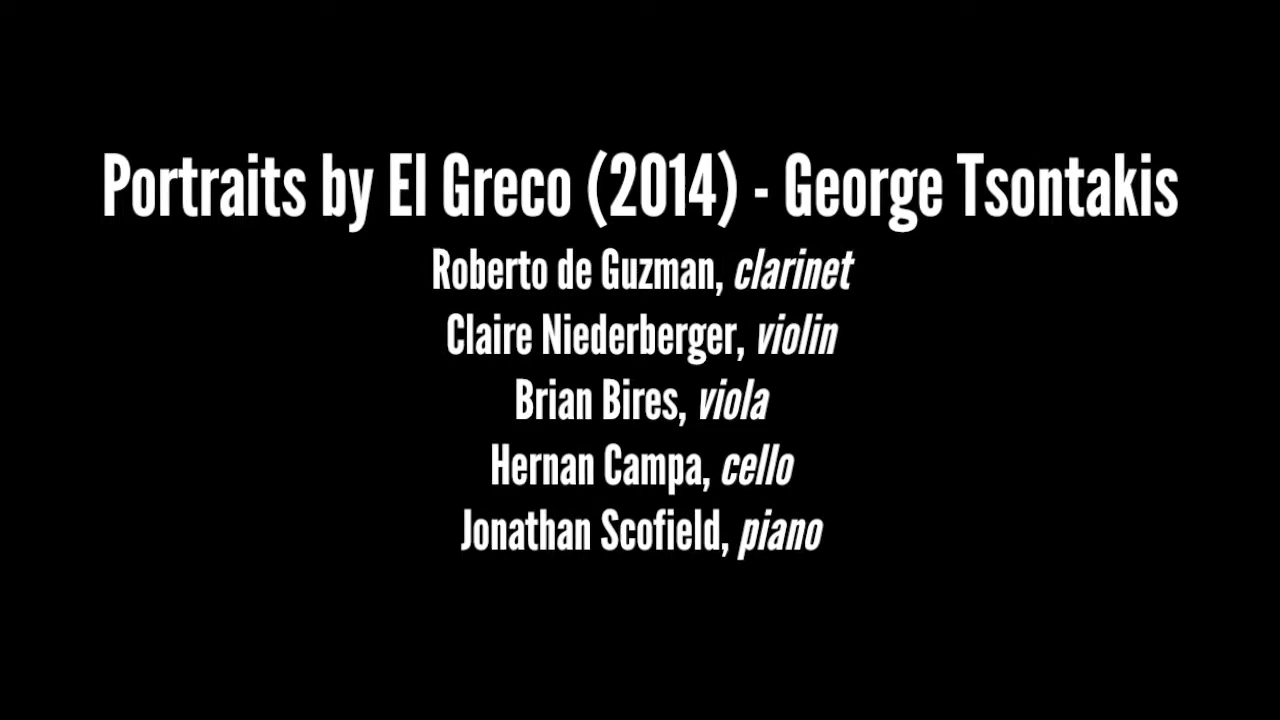 Portraits by El Greco (2014) - George Tsontakis
Roberto de Guzman, clarinet
Claire Niederberger, violin
Brian Bires, viola
Hernan Campa, cello
Jonathan Scofield, piano